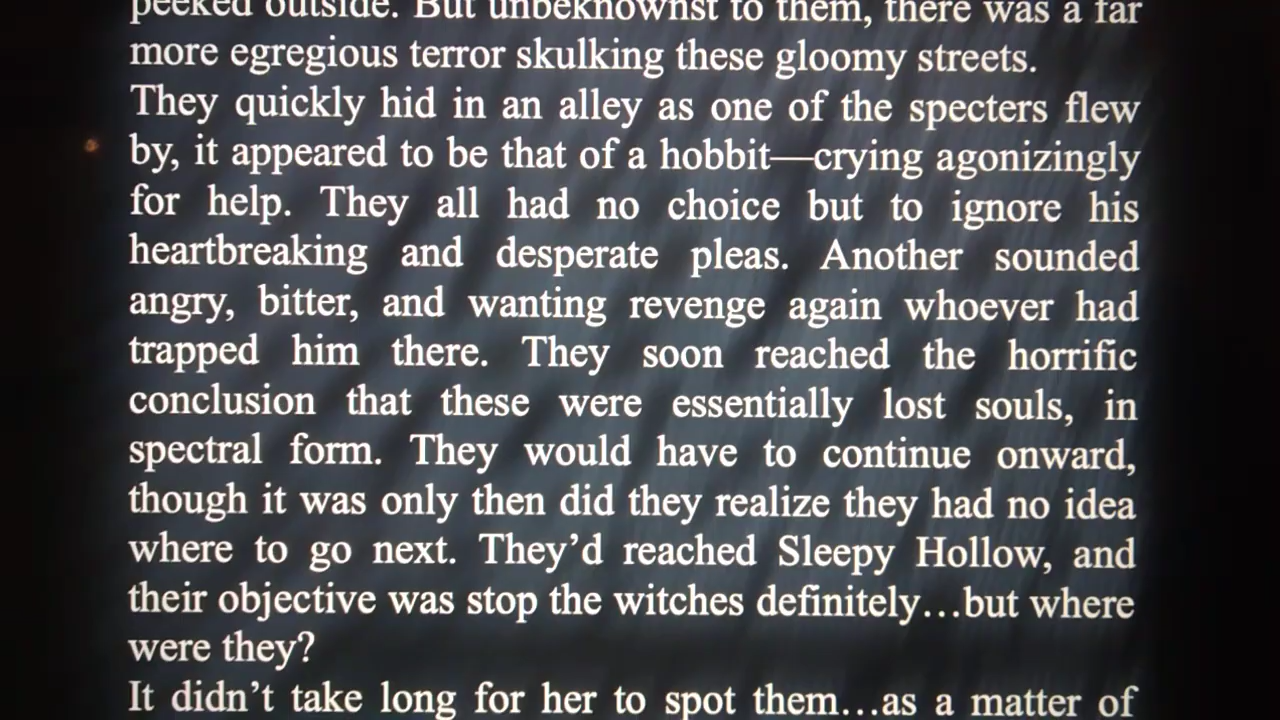 peeked outside. But unbeknownst to them, there was a far
more egregious terror skulking these gloomy streets.
They quickly hid in an alley as one of the specters flew
by, it appeared to be that of a hobbit—crying agonizingly
for help. They all had no choice but to ignore his
heartbreaking and desperate pleas. Another sounded
angry, bitter, and wanting revenge again whoever had
trapped him there. They soon reached the horrific
conclusion that these were essentially lost souls, in
spectral form. They would have to continue onward,
though it was only then did they realize they had no idea
where to go next. They’d reached Sleepy Hollow, and
their objective was stop the witches definitely…but where
were they?
It didn’t take long for her to spot them…as a matter of